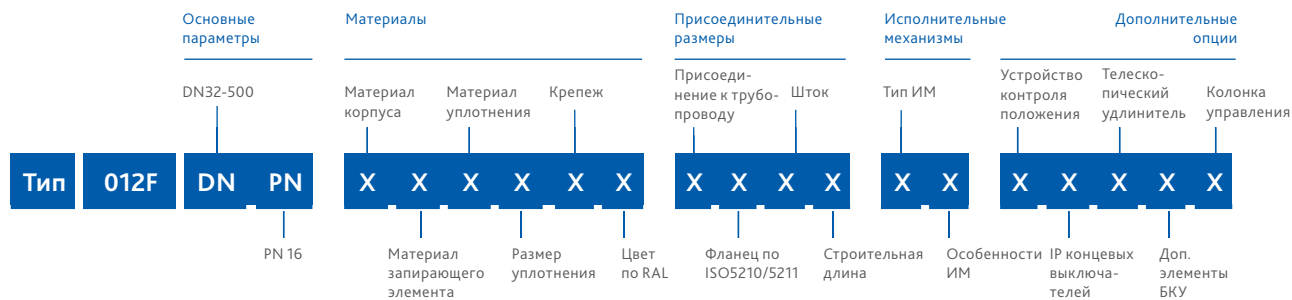 Основные
параметры
Материалы
Присоединительные
размеры
Исполнительные
механизмы
Дополнительные
опции
DN32-500
Материал
корпуса
Материал
уплотнения
Крепеж
Присоеди-
нение к трубо-
проводу
Шток
Тип ИМ
Устройство
контроля
положения
Телеско-
пический
удлинитель
Колонка
управления
Тип 012F DN PN X X X X X X X X X X X X X X X X X
PN 16
Материал
запирающего
элемента
Размер
уплотнения
Цвет
по RAL
Фланец по
ISO5210/5211
Строительная
длина
Особенности
ИМ
IP концевых
выключа-
телей
Доп.
элементы
БКУ